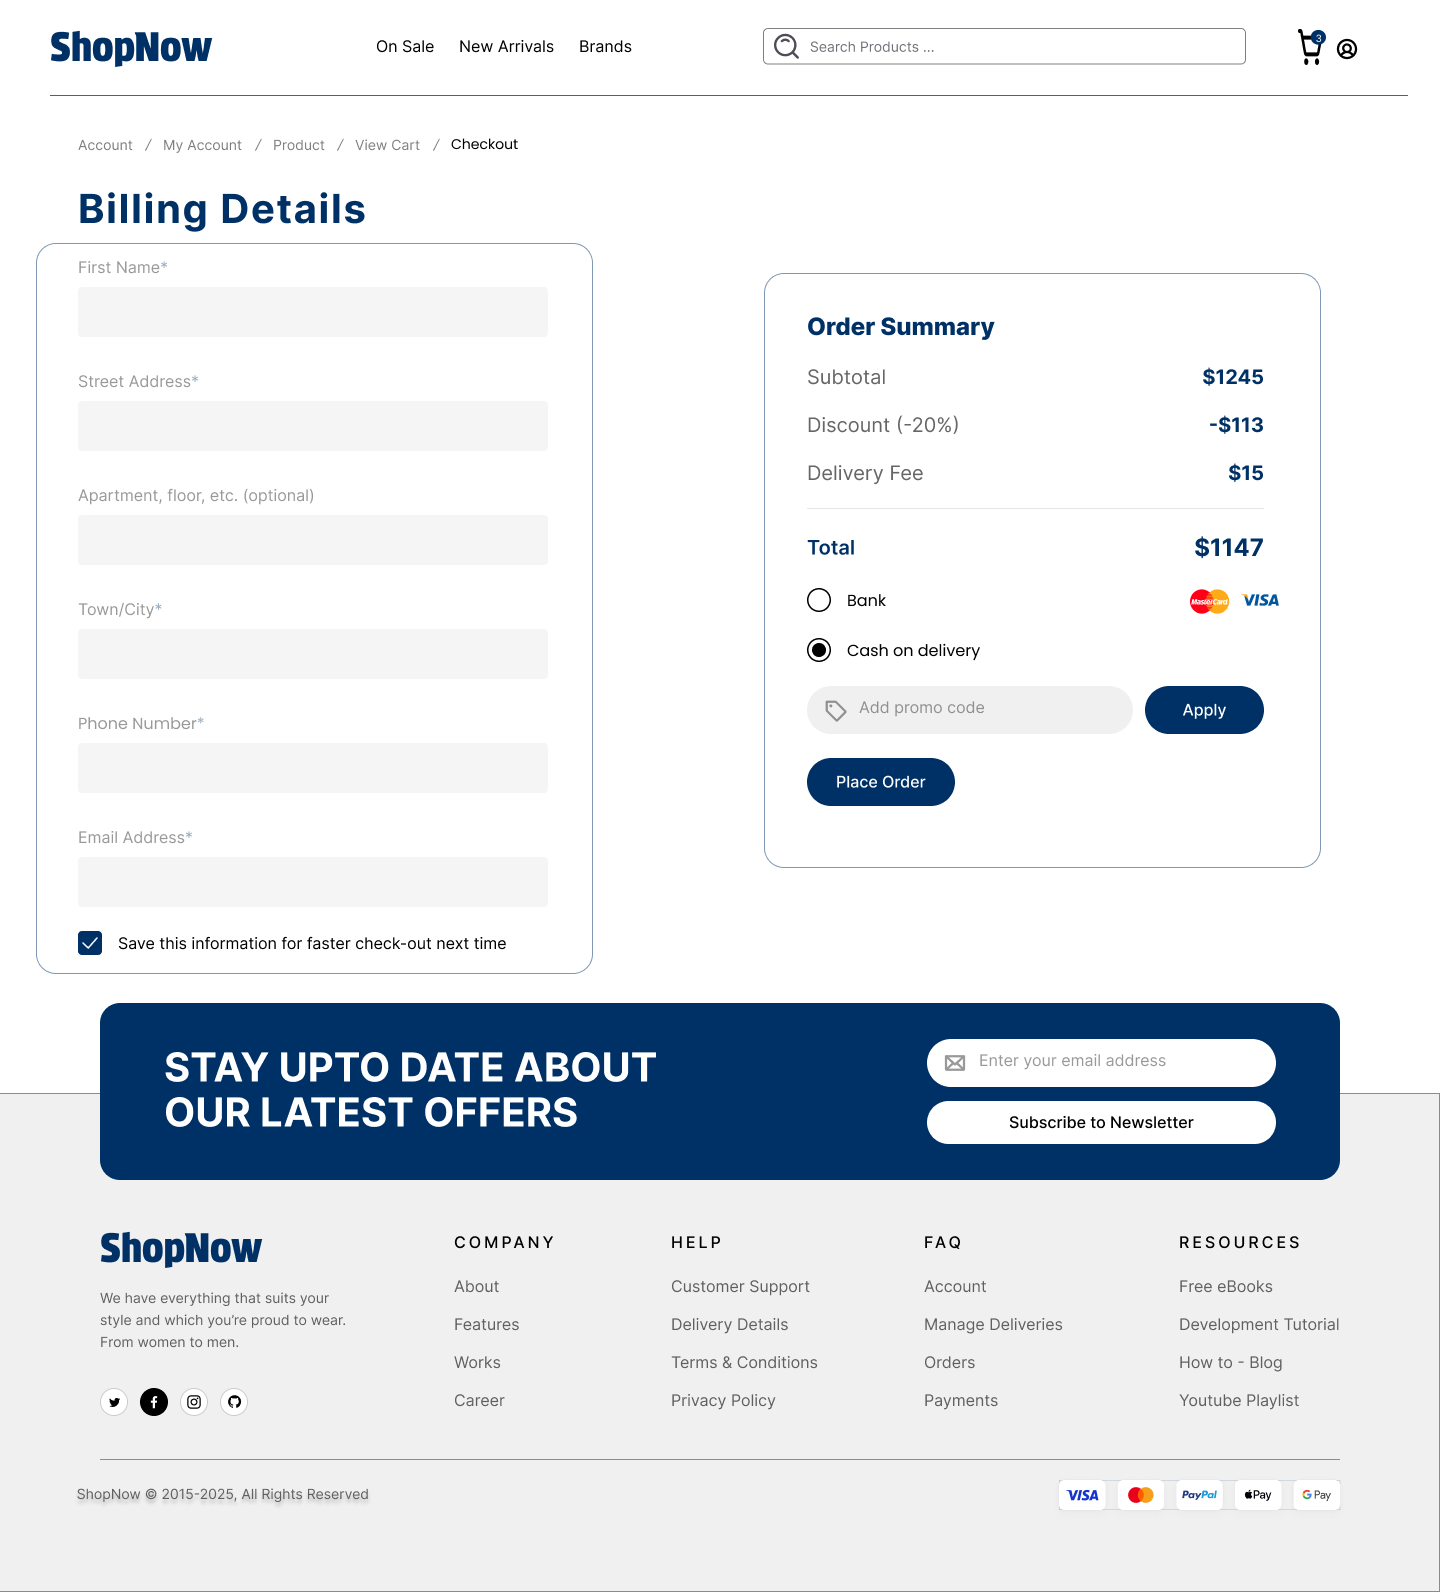 ShopNow
On Sale New Arrivals Brands
Search Products ...
3
Account / My Account / Product / View Cart / Checkout
Billing Details
First Name*
Street Address*
Apartment, floor, etc. (optional)
Town/City*
Phone Number*
Email Address*
Save this information for faster check-out next time
Order Summary
Subtotal $1245
Discount (-20%) -$113
Delivery Fee $15
Total $1147
Bank MasterCard VISA
Cash on delivery
Add promo code Apply
Place Order
STAY UPTO DATE ABOUT
OUR LATEST OFFERS
Enter your email address
Subscribe to Newsletter
ShopNow
We have everything that suits your
style and which you’re proud to wear.
From women to men.
COMPANY
About
Features
Works
Career
HELP
Customer Support
Delivery Details
Terms & Conditions
Privacy Policy
FAQ
Account
Manage Deliveries
Orders
Payments
RESOURCES
Free eBooks
Development Tutorial
How to - Blog
Youtube Playlist
ShopNow © 2015-2025, All Rights Reserved
VISA PayPal Pay G Pay